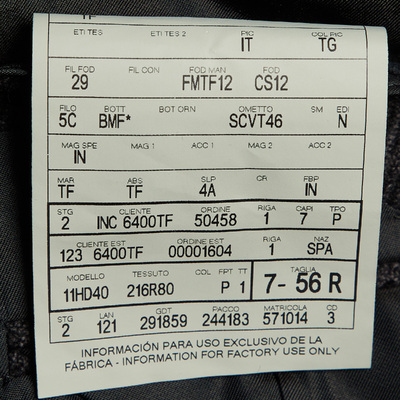 TF
ETI TES ETI TES 2 PIC COL PIC
IT TG
FIL FOD FIL CON FOD MAN FOD COD
29 FMTF12 CS12
FILO BOTT BOT ORN OMETTO SM EDI
5C BMF* SCVT46 N
MAG SPE MAG 1 MAG 2 ACC 1 ACC 2
IN
MAR ABS SLP CR FBP
TF TF 4A IN
STG CLIENTE ORDINE RIGA CAPI TPO
2 INC 6400TF 50458 1 7 P
CLIENTE EST ORDINE EST RIGA NAZ
123 6400TF 00001604 1 SPA
MODELLO TESSUTO COL FPT TT TAGLIA
11HD40 216R80 P 1 7- 56 R
STG LAN GDT PACCO MATRICOLA CD
2 121 291859 244183 571014 3
INFORMACIÓN PARA USO EXCLUSIVO DE LA
FÁBRICA - INFORMATION FOR FACTORY USE ONLY